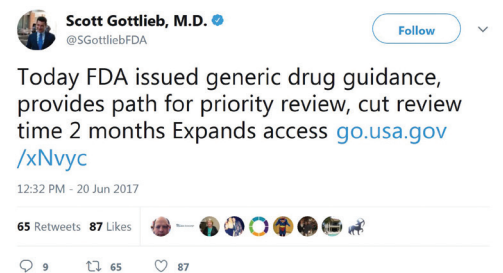 Scott Gottlieb, M.D.
@SGottliebFDA
Follow
Today FDA issued generic drug guidance,
provides path for priority review, cut review
time 2 months Expands access go.usa.gov
/xNvyc
12:32 PM - 20 Jun 2017
65 Retweets 87 Likes
9 65 87